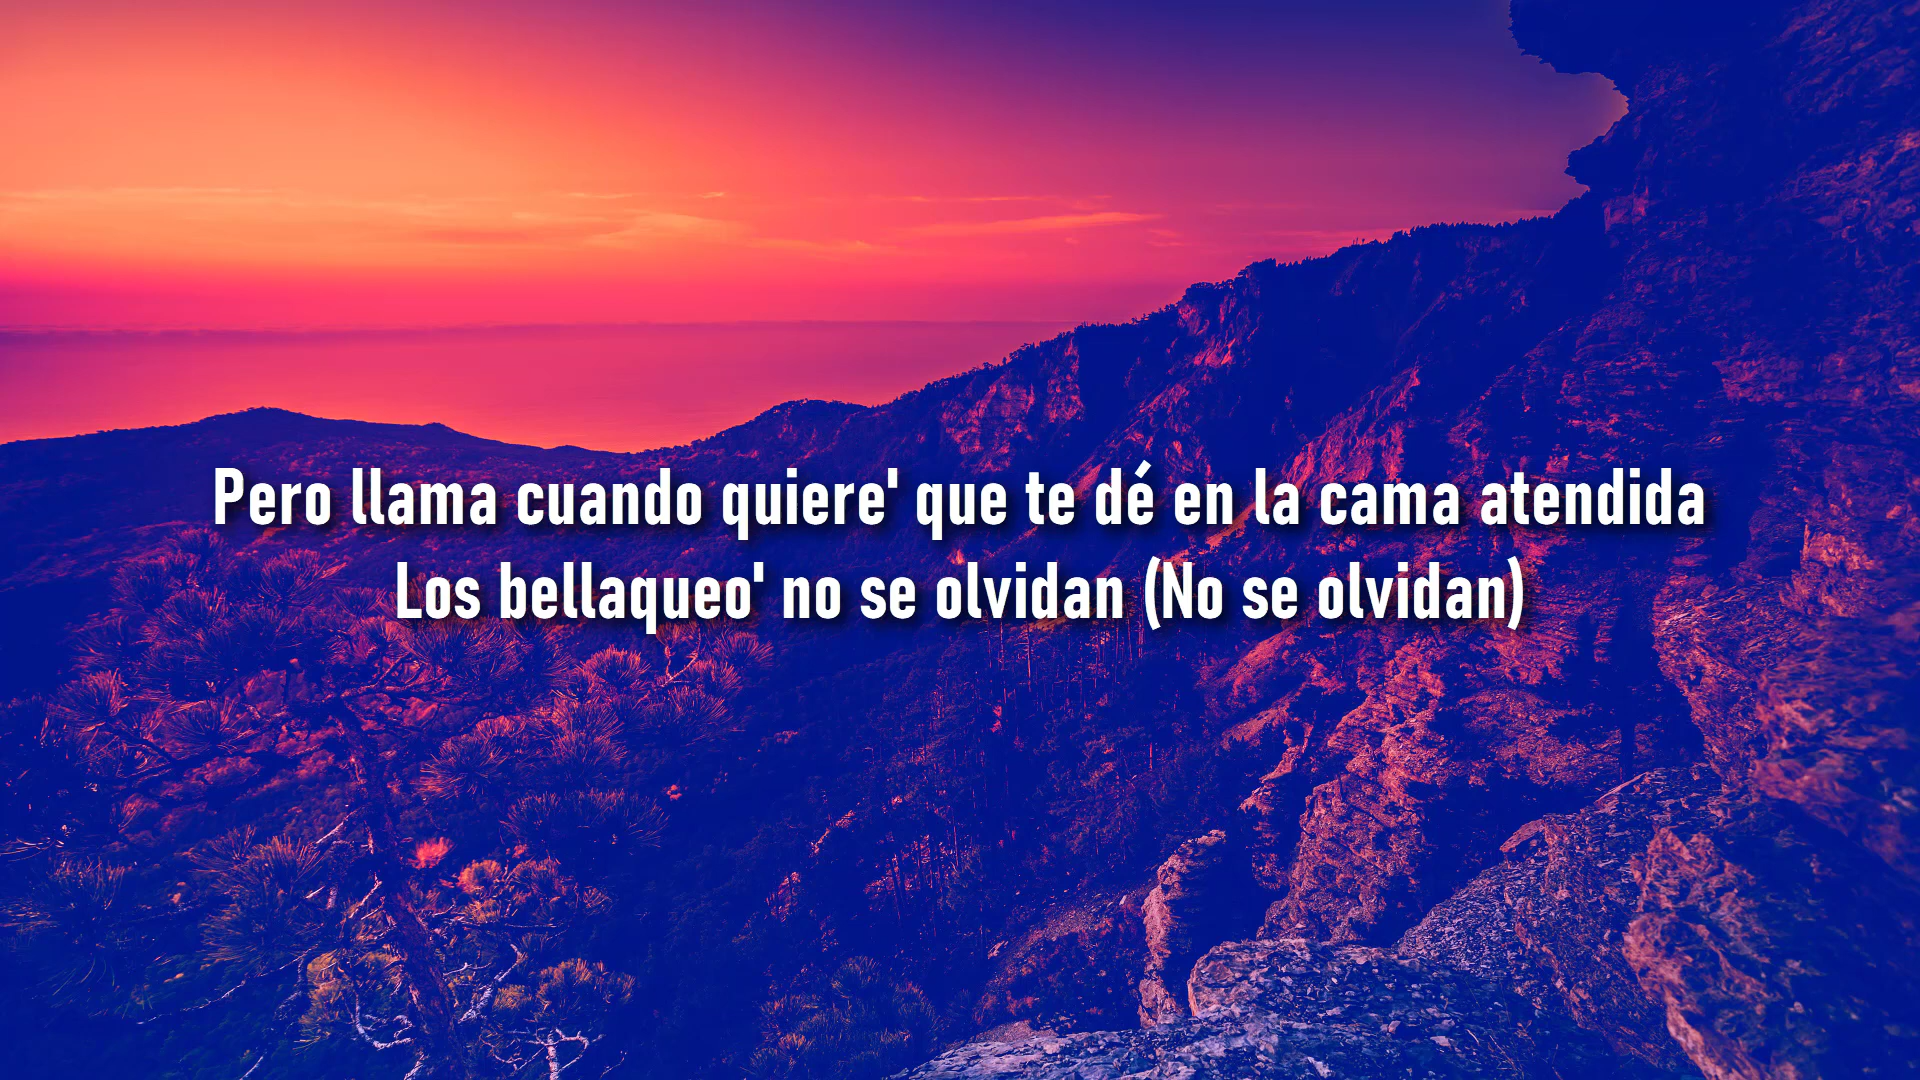 Pero llama cuando quiere' que te dé en la cama atendida
Los bellaqueo' no se olvidan (No se olvidan)